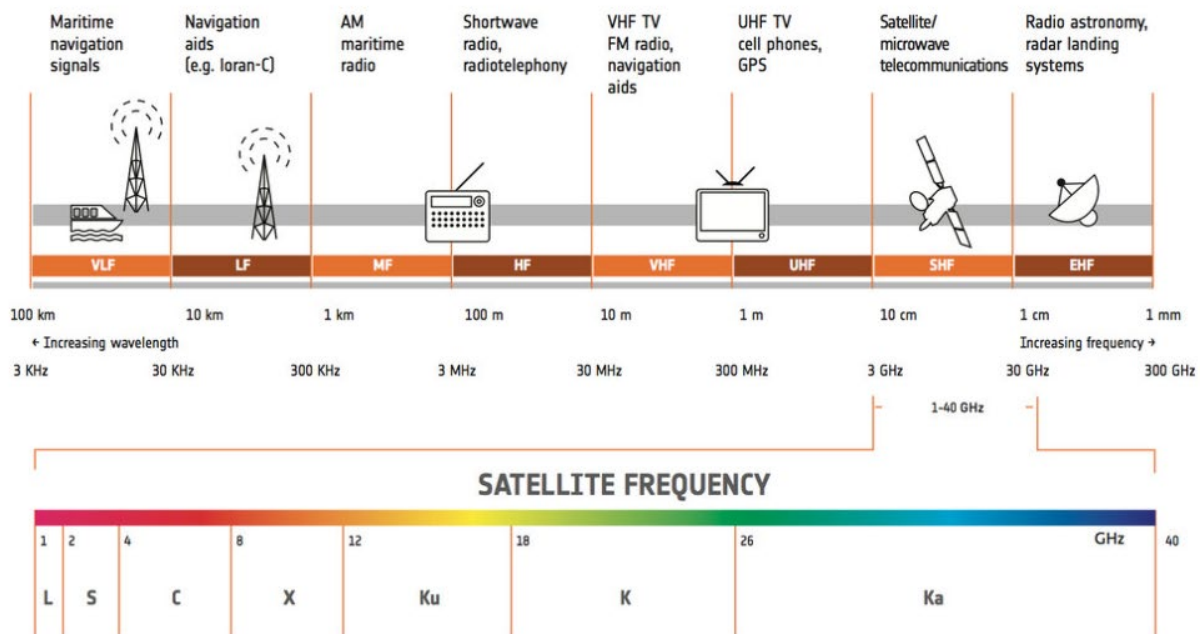 Maritime
navigation
signals
Navigation
aids
(e.g. loran-C)
AM
maritime
radio
Shortwave
radio,
radiotelephony
VHF TV
FM radio,
navigation
aids
UHF TV
cell phones,
GPS
Satellite/
microwave
telecommunications
Radio astronomy,
radar landing
systems
VLF
LF
MF
HF
VHF
UHF
SHF
EHF
100 km
10 km
1 km
100 m
10 m
1 m
10 cm
1 cm
1 mm
← Increasing wavelength
Increasing frequency →
3 KHz
30 KHz
300 KHz
3 MHz
30 MHz
300 MHz
3 GHz
30 GHz
300 GHz
1-40 GHz
SATELLITE FREQUENCY
1
2
4
8
12
18
26
GHz
40
L
S
C
X
Ku
K
Ka